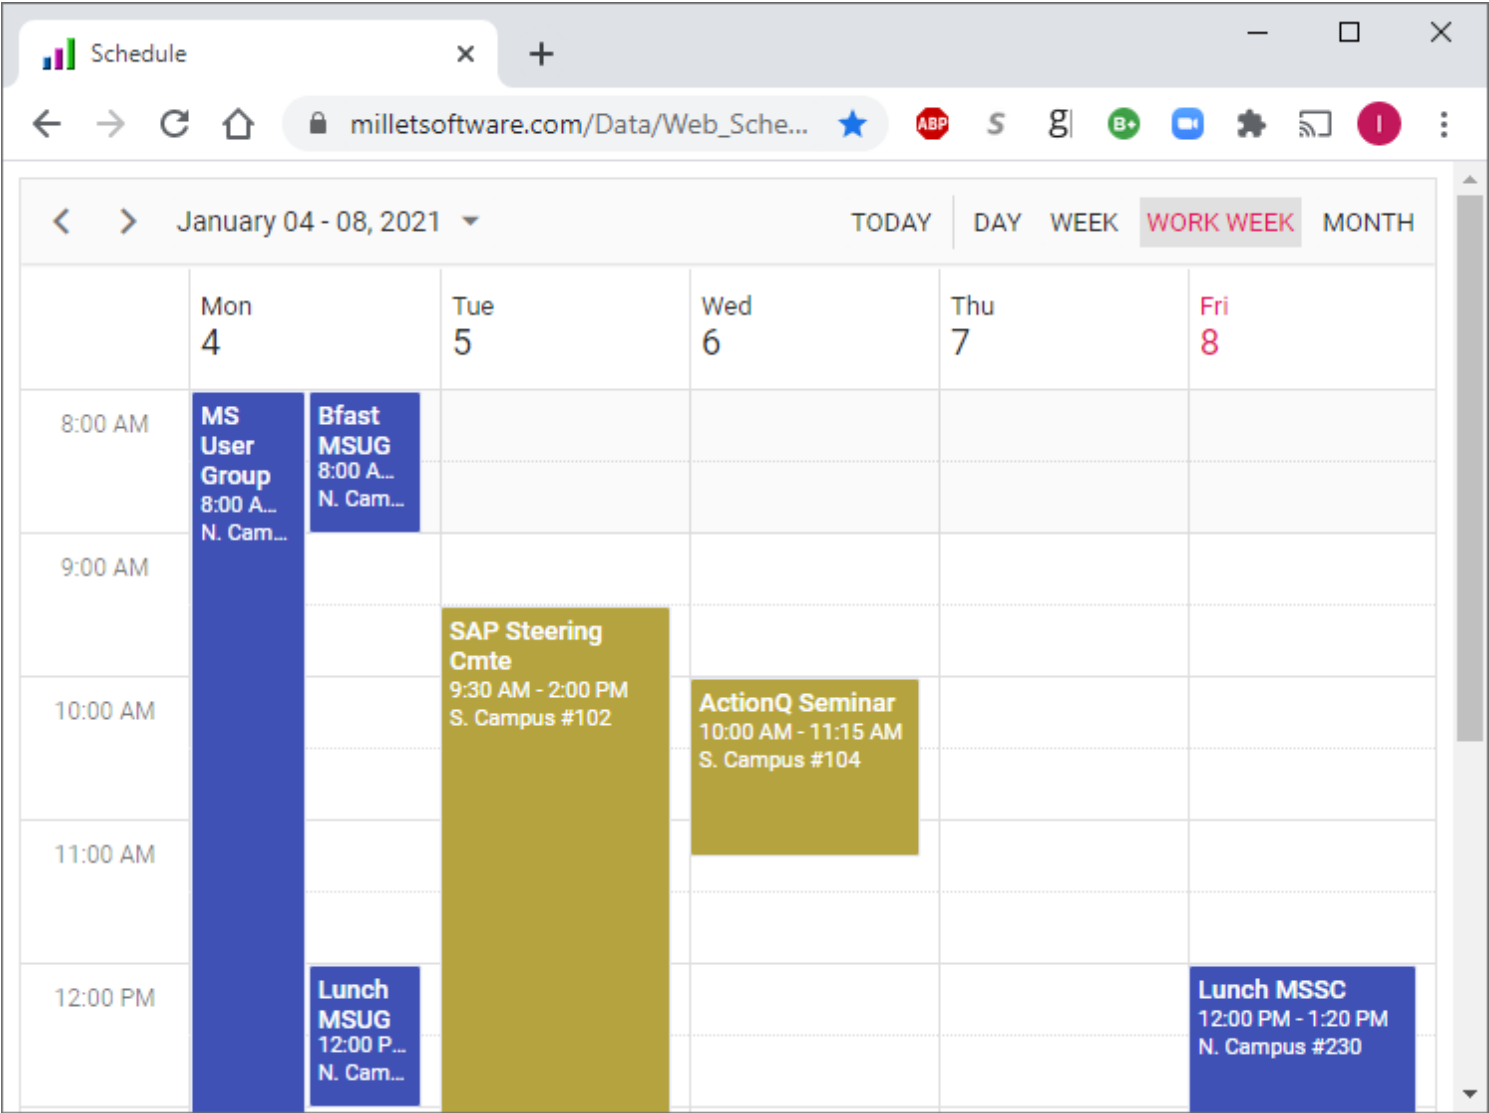 Schedule
milletsoftware.com/Data/Web_Sche...
ABP
S
g
B+
I
January 04 - 08, 2021
TODAY
DAY
WEEK
WORK WEEK
MONTH
Mon
4
Tue
5
Wed
6
Thu
7
Fri
8
8:00 AM
MS
User
Group
8:00 A...
N. Cam...
Bfast
MSUG
8:00 A...
N. Cam...
9:00 AM
SAP Steering
Cmte
9:30 AM - 2:00 PM
S. Campus #102
10:00 AM
ActionQ Seminar
10:00 AM - 11:15 AM
S. Campus #104
11:00 AM
12:00 PM
Lunch
MSUG
12:00 P...
N. Cam...
Lunch MSSC
12:00 PM - 1:20 PM
N. Campus #230